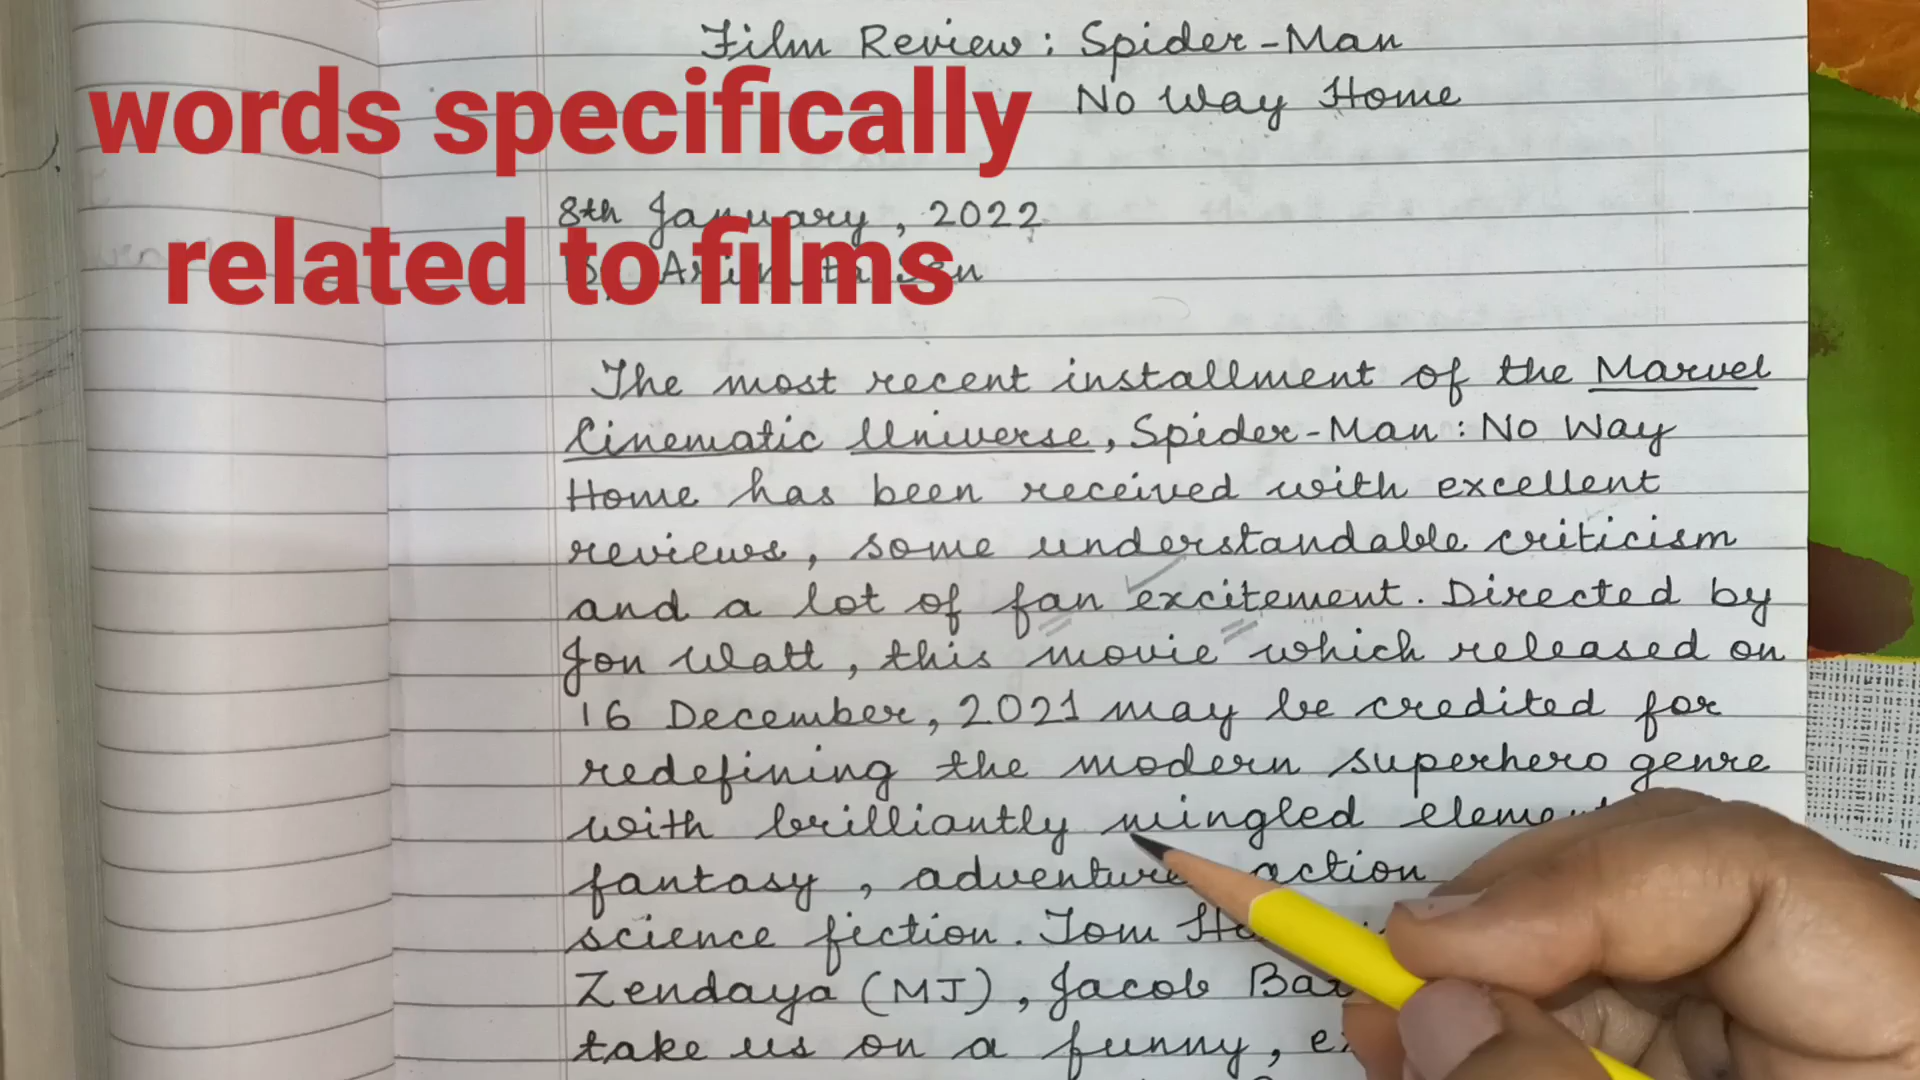 Film Review: Spider-Man
No Way Home
words specifically
related to films
8th January, 2022
The most recent installment of the Marvel
Cinematic Universe, Spider-Man: No Way
Home has been received with excellent
reviews, some understandable criticism
and a lot of fan excitement. Directed by
Jon Watt, this movie which released on
16 December, 2021 may be credited for
redefining the modern superhero genre
with brilliantly mingled
fantasy, adventure action
science fiction. Tom
Zendaya (MJ), Jacob
take us on a funny,